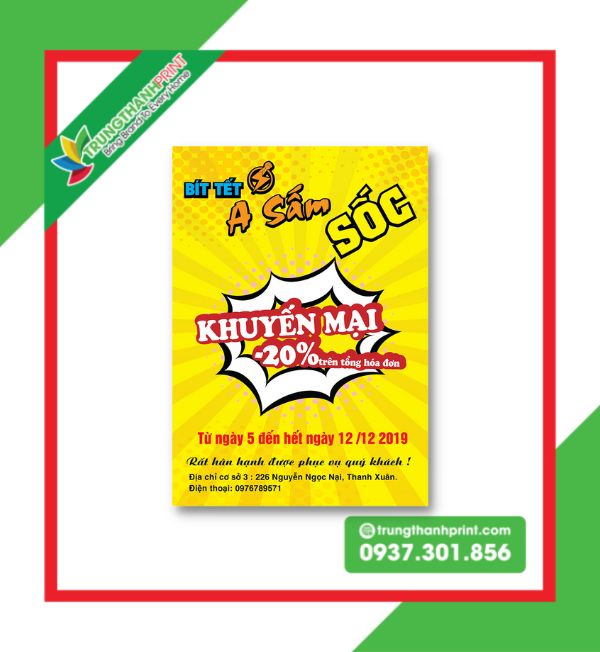 TRUNGTHANHPRINT
Bring Brand To Every Home
BÍT TẾT
A Sấm
SỐC
KHUYẾN MẠI
-20% trên tổng hóa đơn
Từ ngày 5 đến hết ngày 12 /12 2019
Rất hân hạnh được phục vụ quý khách !
Địa chỉ cơ sở 3 : 226 Nguyễn Ngọc Nại, Thanh Xuân.
Điện thoại: 0976789571
trungthanhprint.com
0937.301.856